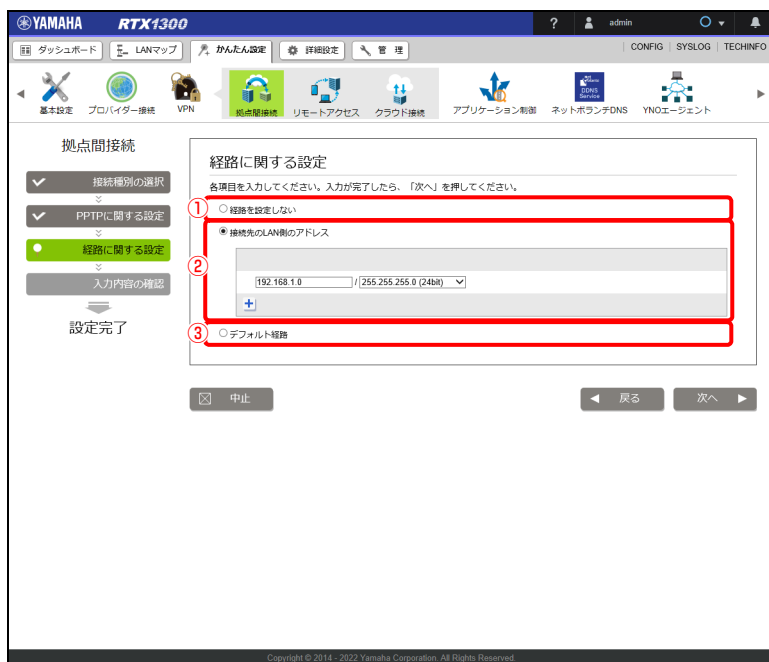 YAMAHA RTX1300 ? admin
ダッシュボード LANマップ かんたん設定 詳細設定 管 理 CONFIG SYSLOG TECHINFO
基本設定 プロバイダー接続 VPN 拠点間接続 リモートアクセス クラウド接続 アプリケーション制御 ネットボランチDNS YNOエージェント
DDNS
Service
拠点間接続
接続種別の選択
PPTPに関する設定
経路に関する設定
入力内容の確認
設定完了
経路に関する設定
各項目を入力してください。入力が完了したら、「次へ」を押してください。
① 経路を設定しない
② 接続先のLAN側のアドレス
192.168.1.0 / 255.255.255.0 (24bit)
+
③ デフォルト経路
中止 戻る 次へ
Copyright © 2014 - 2022 Yamaha Corporation. All Rights Reserved.